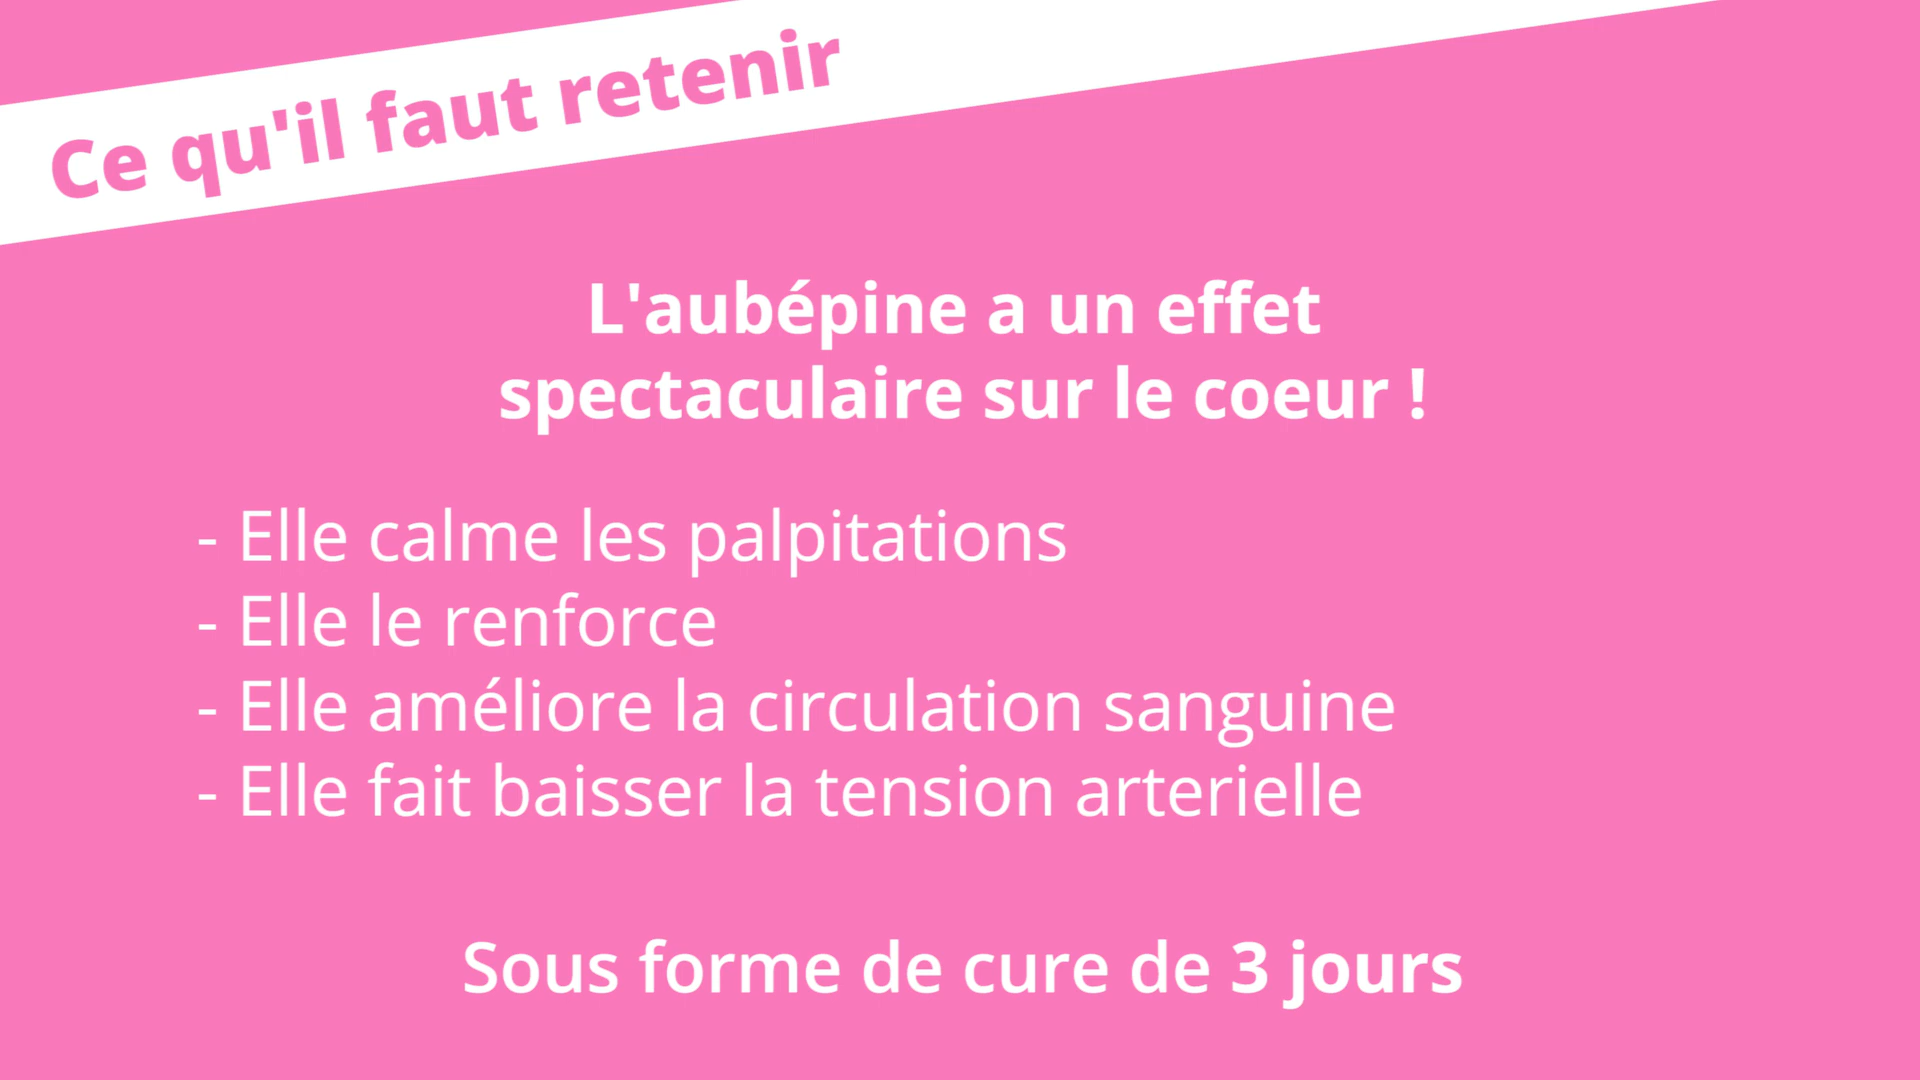 Ce qu'il faut retenir
L'aubépine a un effet
spectaculaire sur le coeur !
- Elle calme les palpitations
- Elle le renforce
- Elle améliore la circulation sanguine
- Elle fait baisser la tension arterielle
Sous forme de cure de 3 jours